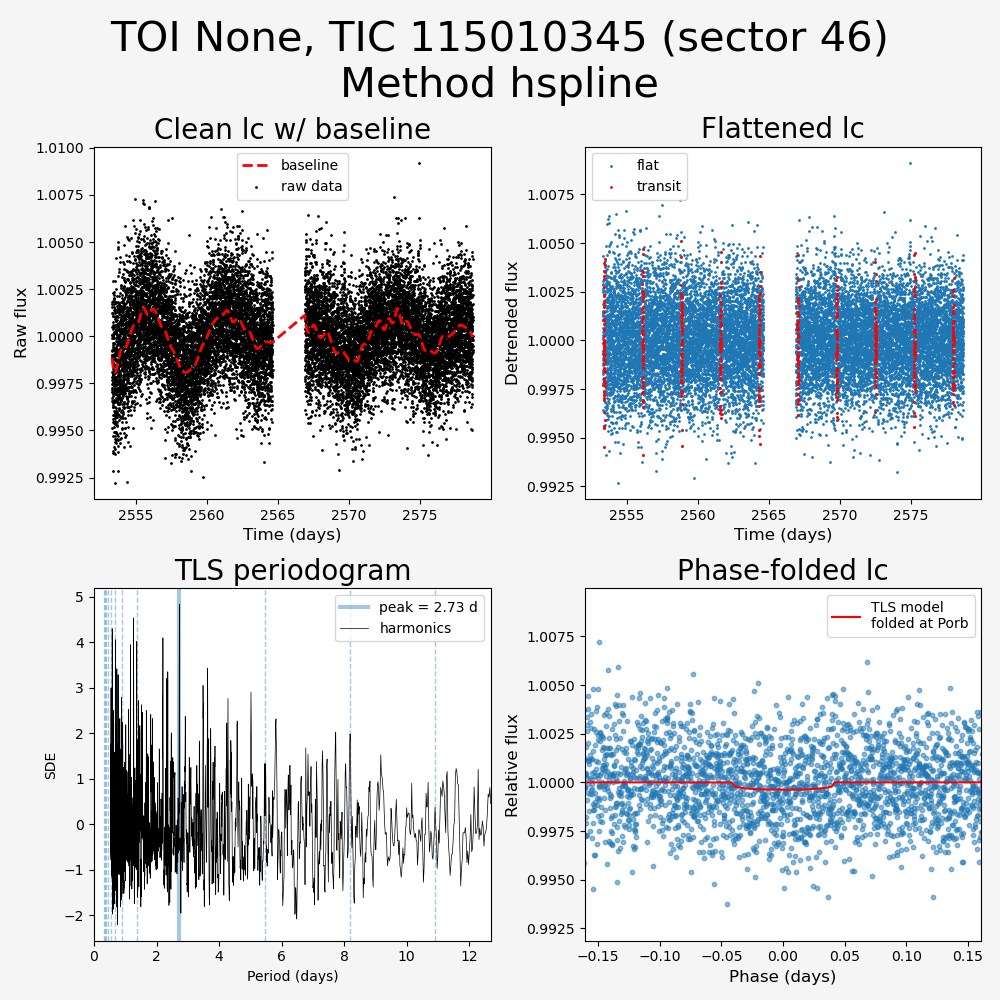 TOI None, TIC 115010345 (sector 46)
Method hspline
Clean lc w/ baseline
baseline
raw data
1.0100
1.0075
1.0050
1.0025
1.0000
0.9975
0.9950
0.9925
Raw flux
2555 2560 2565 2570 2575
Time (days)
Flattened lc
flat
transit
1.0075
1.0050
1.0025
1.0000
0.9975
0.9950
0.9925
Detrended flux
2555 2560 2565 2570 2575
Time (days)
TLS periodogram
peak = 2.73 d
harmonics
5
4
3
2
1
0
−1
−2
SDE
0 2 4 6 8 10 12
Period (days)
Phase-folded lc
TLS model
folded at Porb
1.0075
1.0050
1.0025
1.0000
0.9975
0.9950
0.9925
Relative flux
−0.15 −0.10 −0.05 0.00 0.05 0.10 0.15
Phase (days)